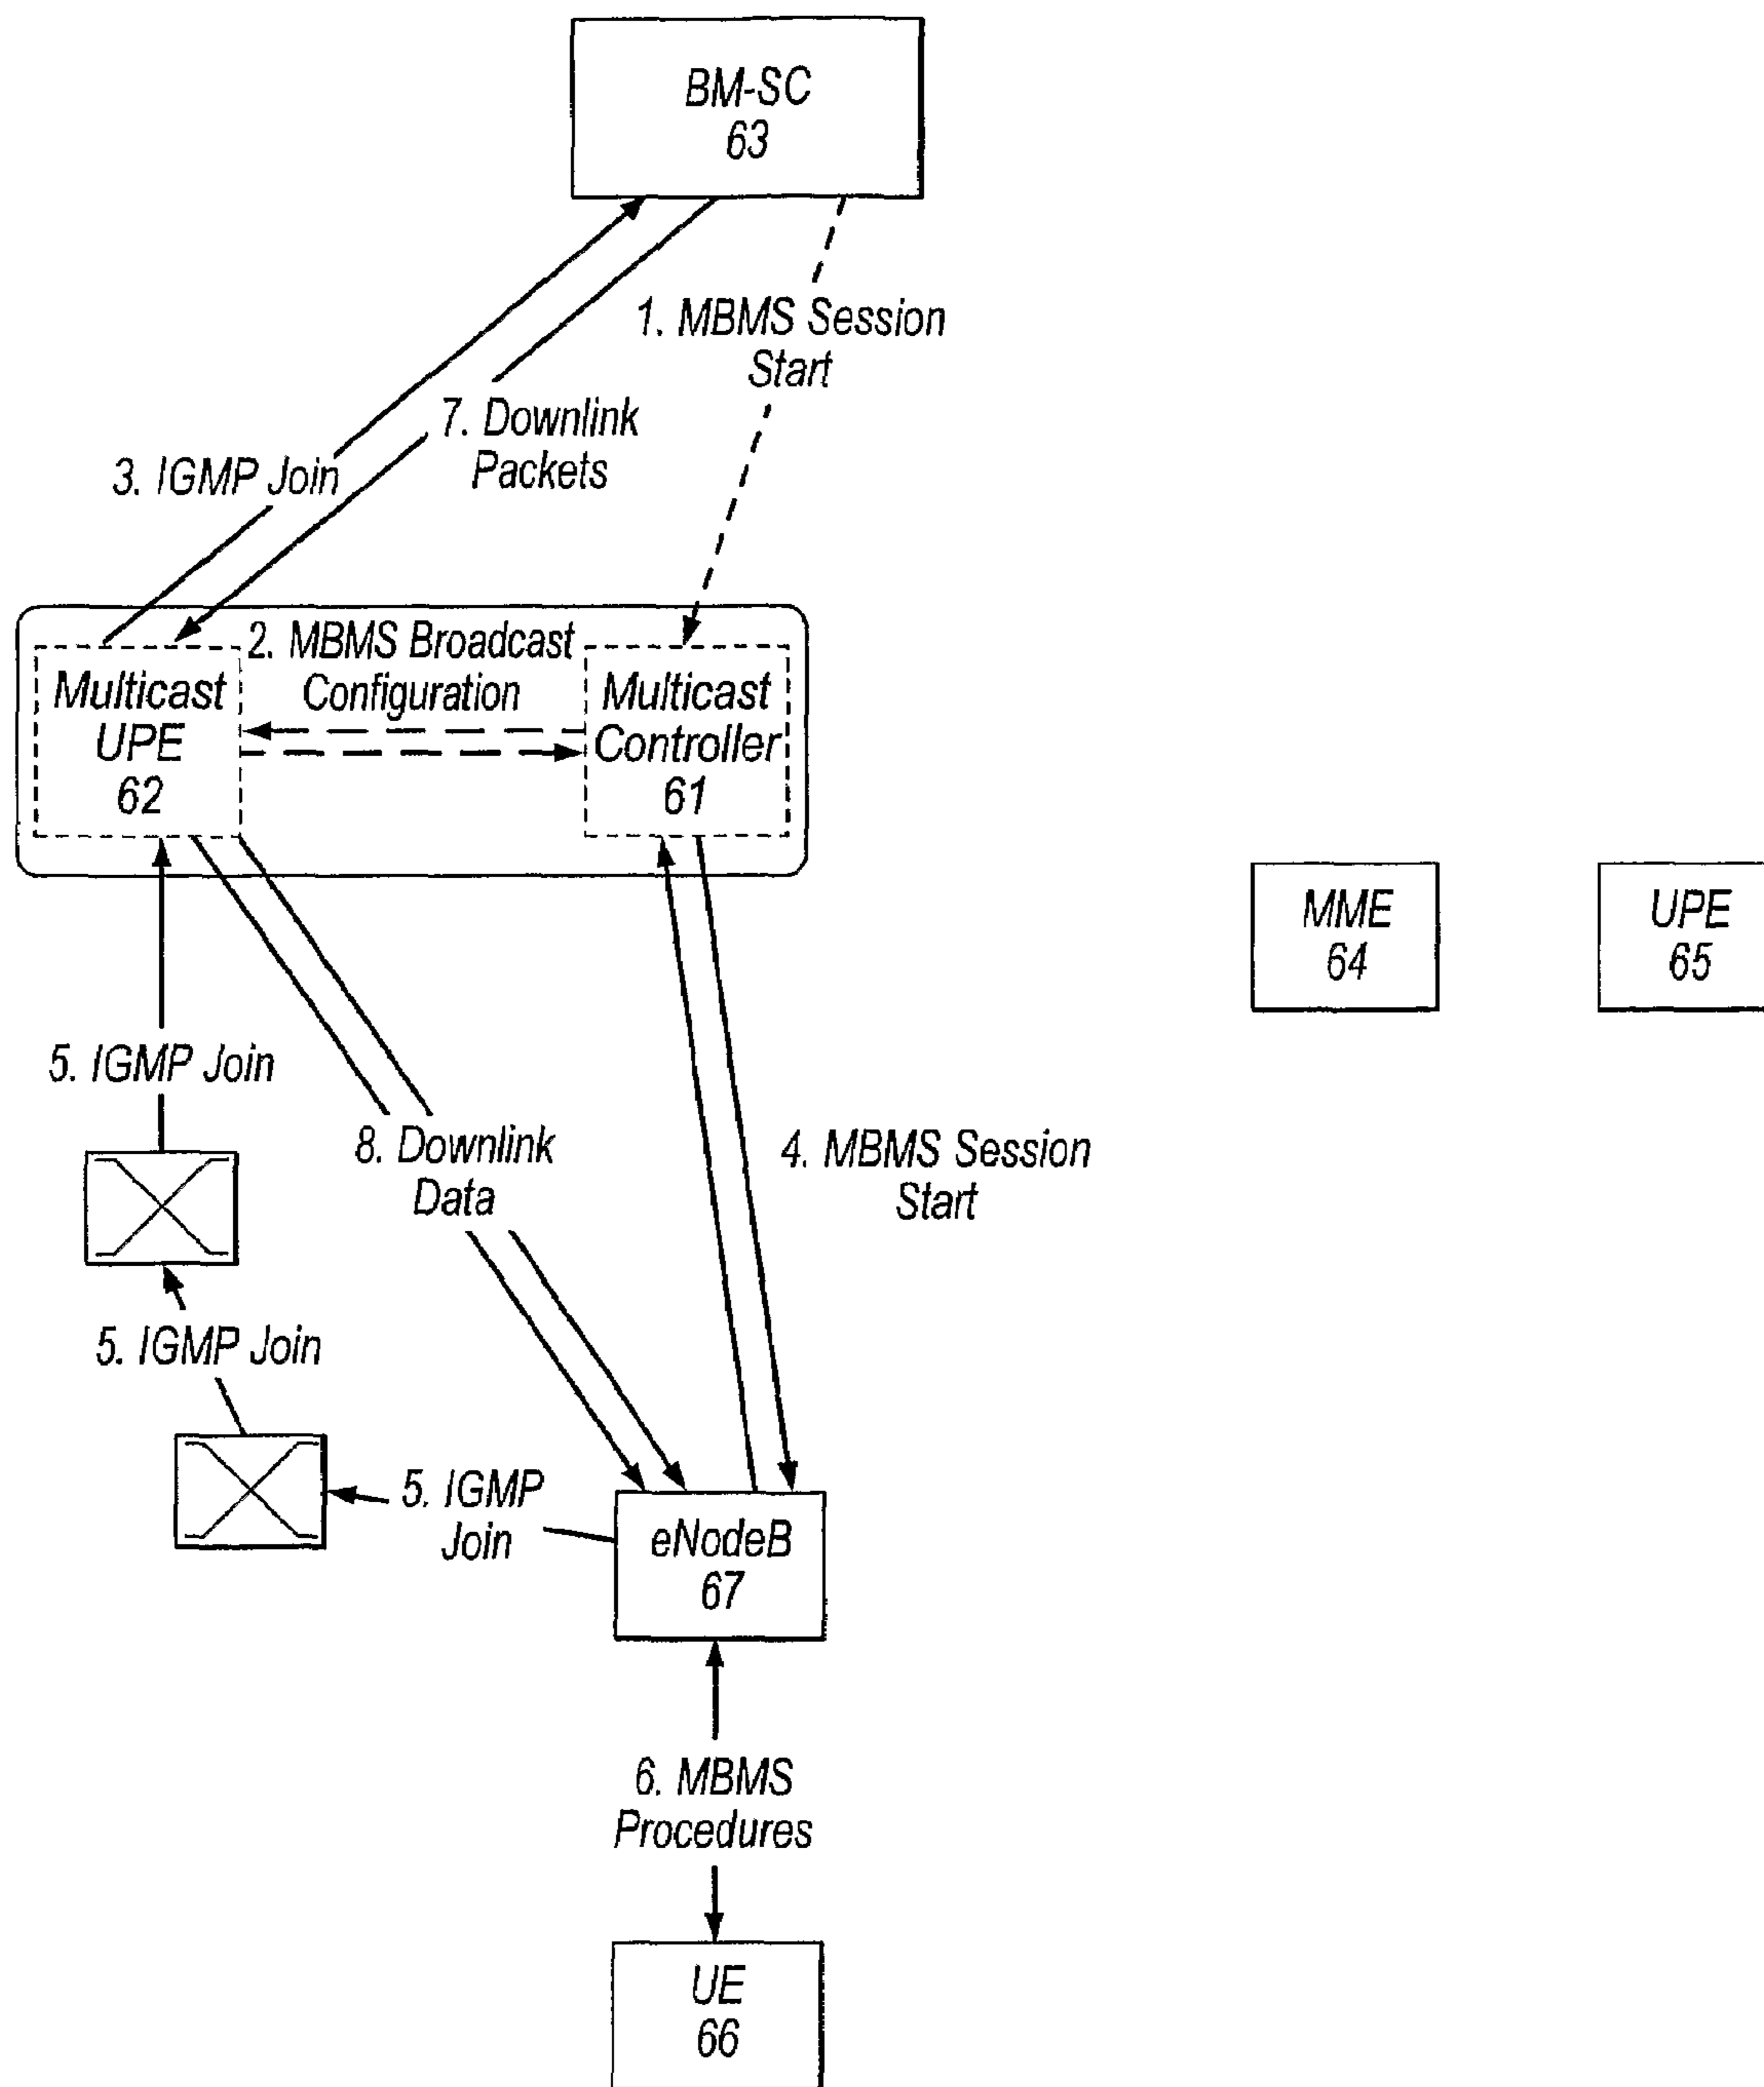 BM-SC
63
1. MBMS Session
Start
7. Downlink
Packets
3. IGMP Join
2. MBMS Broadcast
Configuration
Multicast
UPE
62
Multicast
Controller
61
MME
64
UPE
65
5. IGMP Join
8. Downlink
Data
4. MBMS Session
Start
5. IGMP Join
5. IGMP
Join
eNodeB
67
6. MBMS
Procedures
UE
66